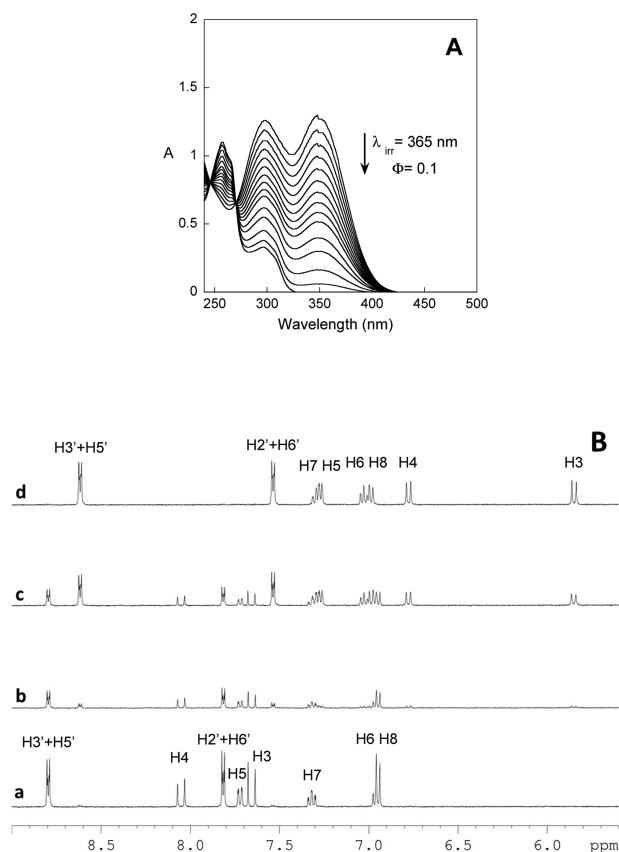 2
A
1.5
λ irr = 365 nm
A
1
Φ= 0.1
0.5
0
250 300 350 400 450 500
Wavelength (nm)
B
H3'+H5' H2'+H6' H7 H5 H6 H8 H4 H3
d
c
b
H3'+H5' H4 H2'+H6' H5 H3 H7 H6 H8
a
8.5 8.0 7.5 7.0 6.5 6.0 ppm